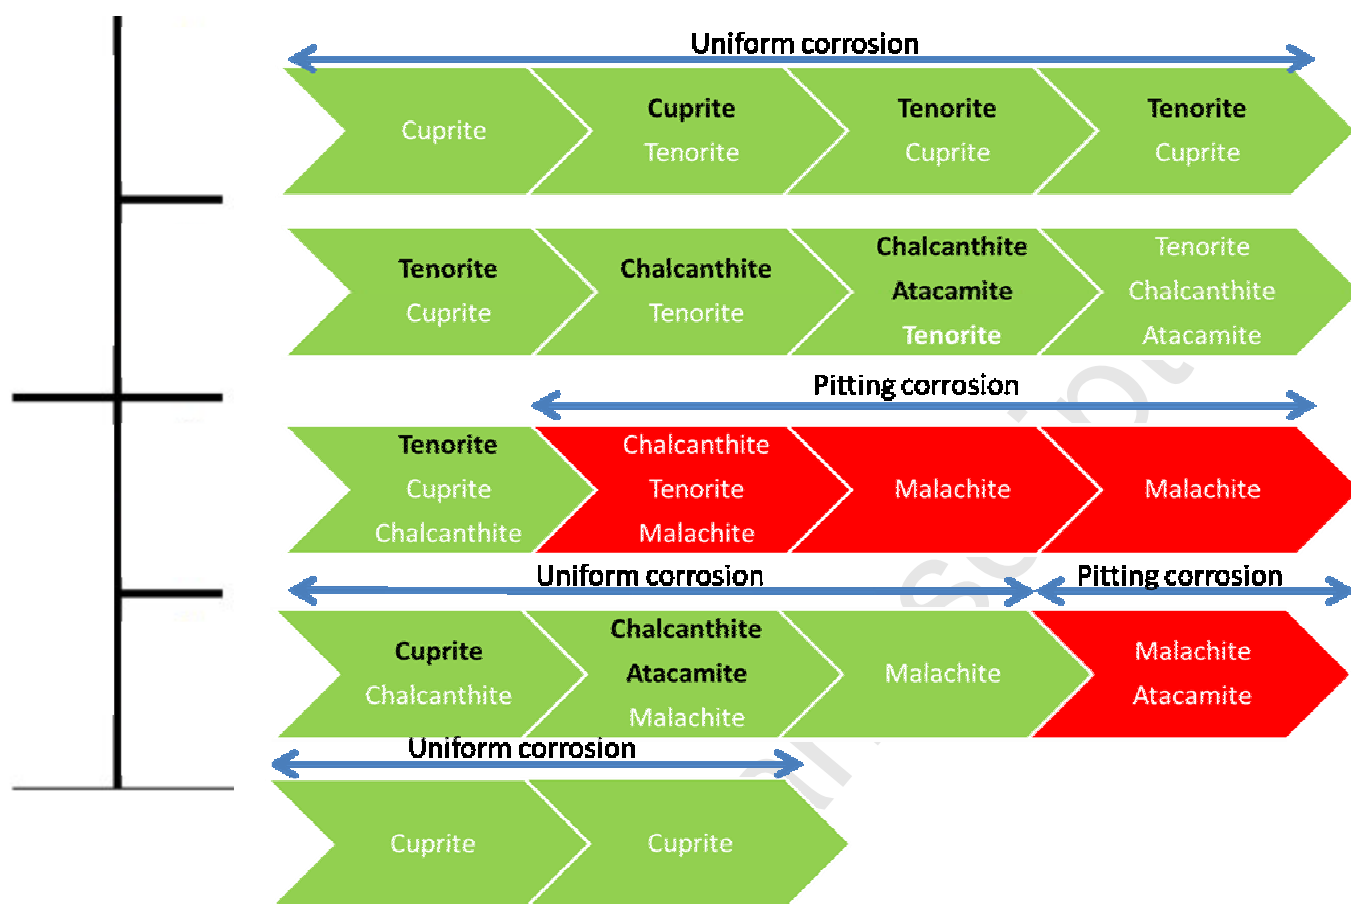 Uniform corrosion
Cuprite
Cuprite
Tenorite
Tenorite
Cuprite
Tenorite
Cuprite
Tenorite
Cuprite
Chalcanthite
Tenorite
Chalcanthite
Atacamite
Tenorite
Tenorite
Chalcanthite
Atacamite
Pitting corrosion
Tenorite
Cuprite
Chalcanthite
Chalcanthite
Tenorite
Malachite
Malachite
Malachite
Uniform corrosion
Pitting corrosion
Cuprite
Chalcanthite
Chalcanthite
Atacamite
Malachite
Malachite
Malachite
Atacamite
Uniform corrosion
Cuprite
Cuprite